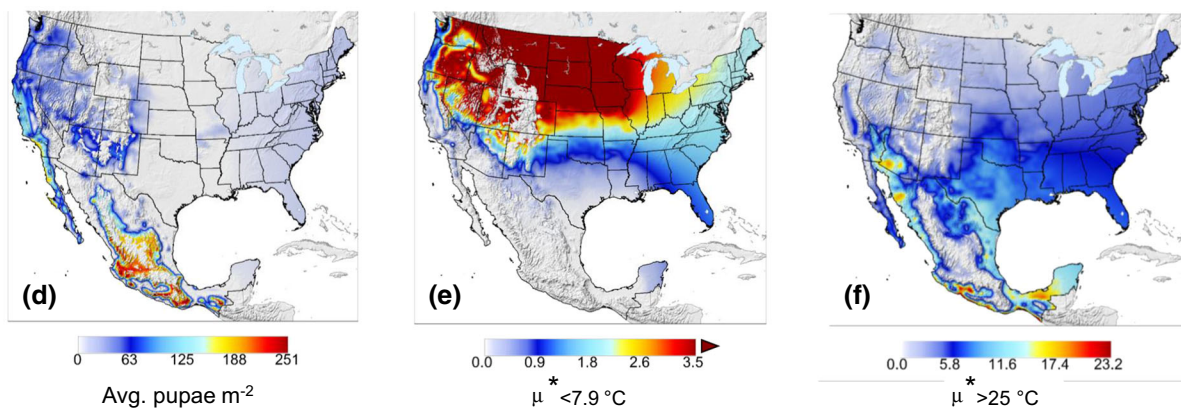 (d)
(e)
(f)
0 63 125 188 251
0.0 0.9 1.8 2.6 3.5
0.0 5.8 11.6 17.4 23.2
Avg. pupae m-2
μ* <7.9 °C
μ* >25 °C